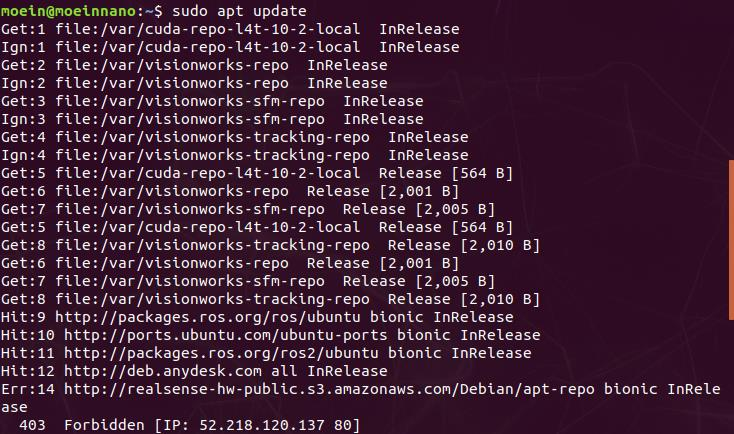 moein@moeinnano:~$ sudo apt update
Get:1 file:/var/cuda-repo-l4t-10-2-local  InRelease
Ign:1 file:/var/cuda-repo-l4t-10-2-local  InRelease
Get:2 file:/var/visionworks-repo  InRelease
Ign:2 file:/var/visionworks-repo  InRelease
Get:3 file:/var/visionworks-sfm-repo  InRelease
Ign:3 file:/var/visionworks-sfm-repo  InRelease
Get:4 file:/var/visionworks-tracking-repo  InRelease
Ign:4 file:/var/visionworks-tracking-repo  InRelease
Get:5 file:/var/cuda-repo-l4t-10-2-local  Release [564 B]
Get:6 file:/var/visionworks-repo  Release [2,001 B]
Get:7 file:/var/visionworks-sfm-repo  Release [2,005 B]
Get:5 file:/var/cuda-repo-l4t-10-2-local  Release [564 B]
Get:8 file:/var/visionworks-tracking-repo  Release [2,010 B]
Get:6 file:/var/visionworks-repo  Release [2,001 B]
Get:7 file:/var/visionworks-sfm-repo  Release [2,005 B]
Get:8 file:/var/visionworks-tracking-repo  Release [2,010 B]
Hit:9 http://packages.ros.org/ros/ubuntu bionic InRelease
Hit:10 http://ports.ubuntu.com/ubuntu-ports bionic InRelease
Hit:11 http://packages.ros.org/ros2/ubuntu bionic InRelease
Hit:12 http://deb.anydesk.com all InRelease
Err:14 http://realsense-hw-public.s3.amazonaws.com/Debian/apt-repo bionic InRele
ase
  403  Forbidden [IP: 52.218.120.137 80]